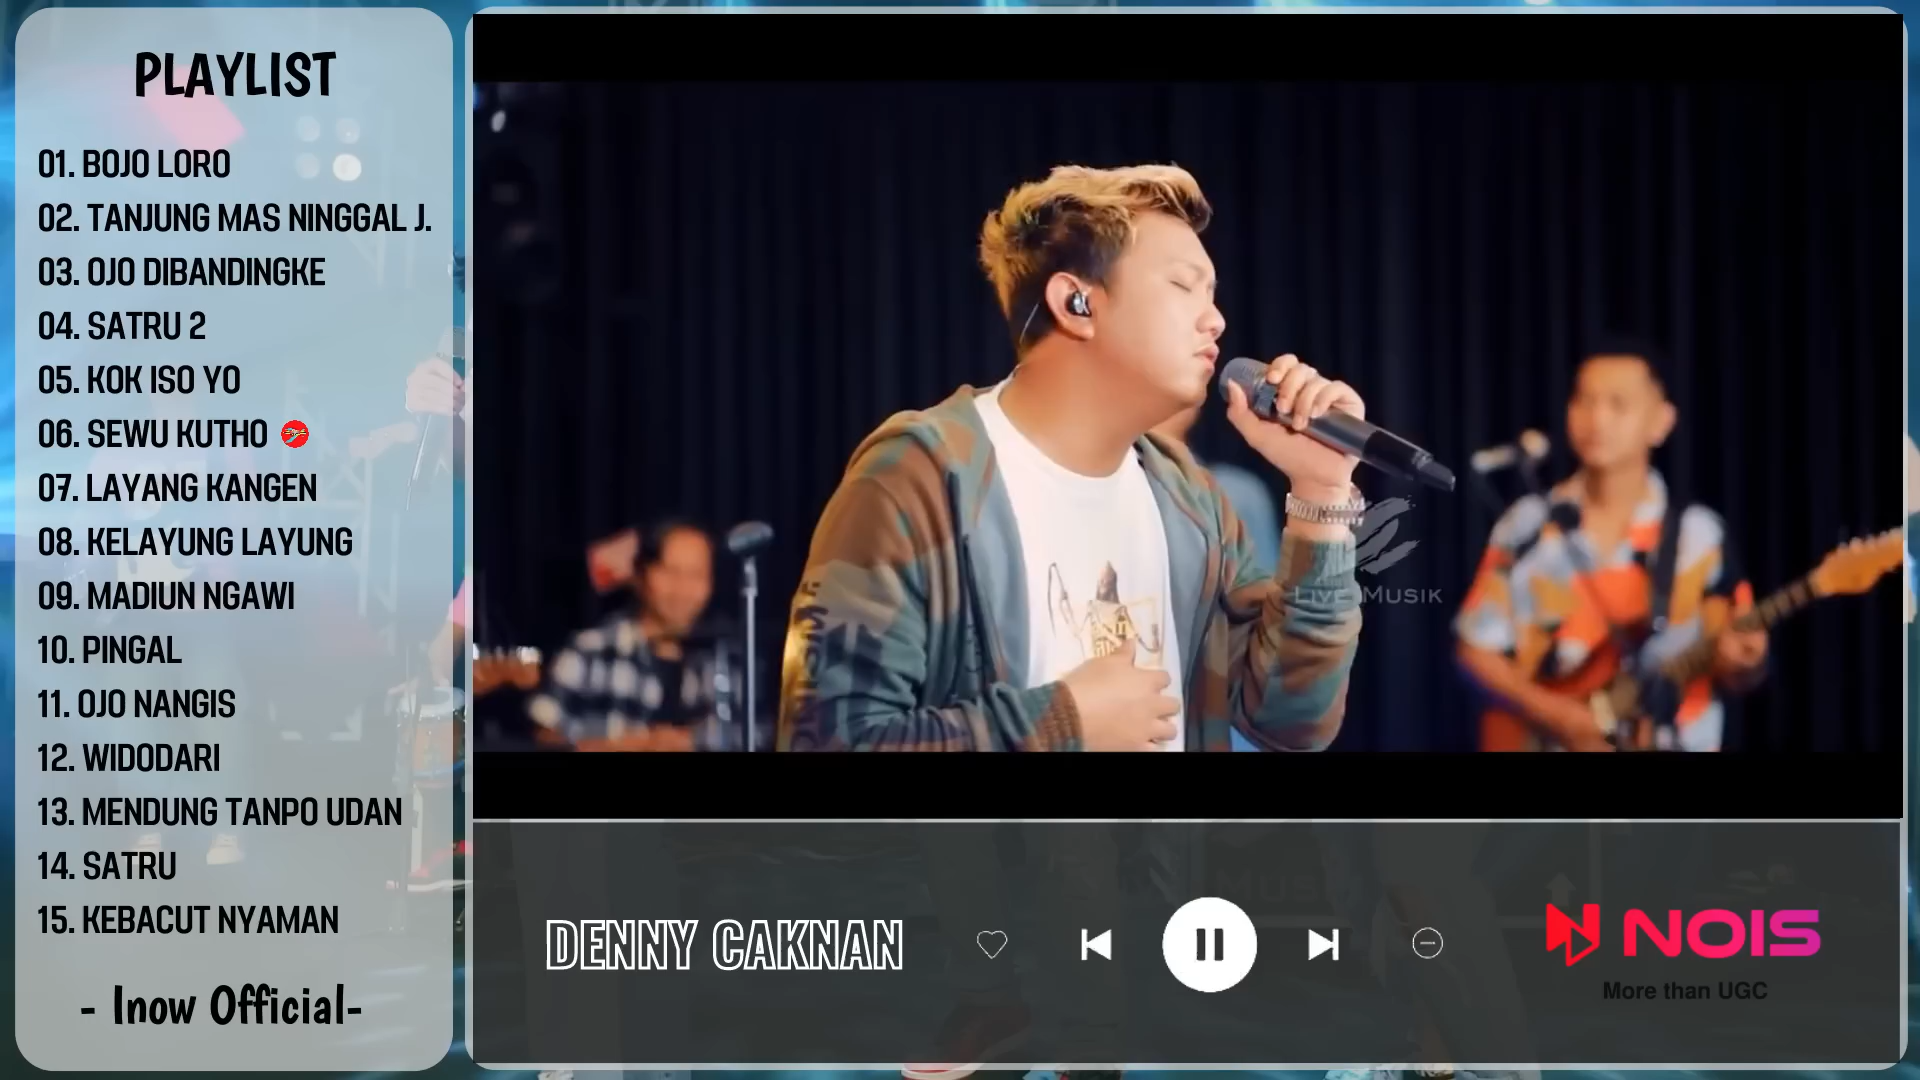 PLAYLIST
01. BOJO LORO
02. TANJUNG MAS NINGGAL J.
03. OJO DIBANDINGKE
04. SATRU 2
05. KOK ISO YO
06. SEWU KUTHO
07. LAYANG KANGEN
08. KELAYUNG LAYUNG
09. MADIUN NGAWI
10. PINGAL
11. OJO NANGIS
12. WIDODARI
13. MENDUNG TANPO UDAN
14. SATRU
15. KEBACUT NYAMAN
- Inow Official-
LIVE MUSIK
DENNY CAKNAN
NOIS
More than UGC